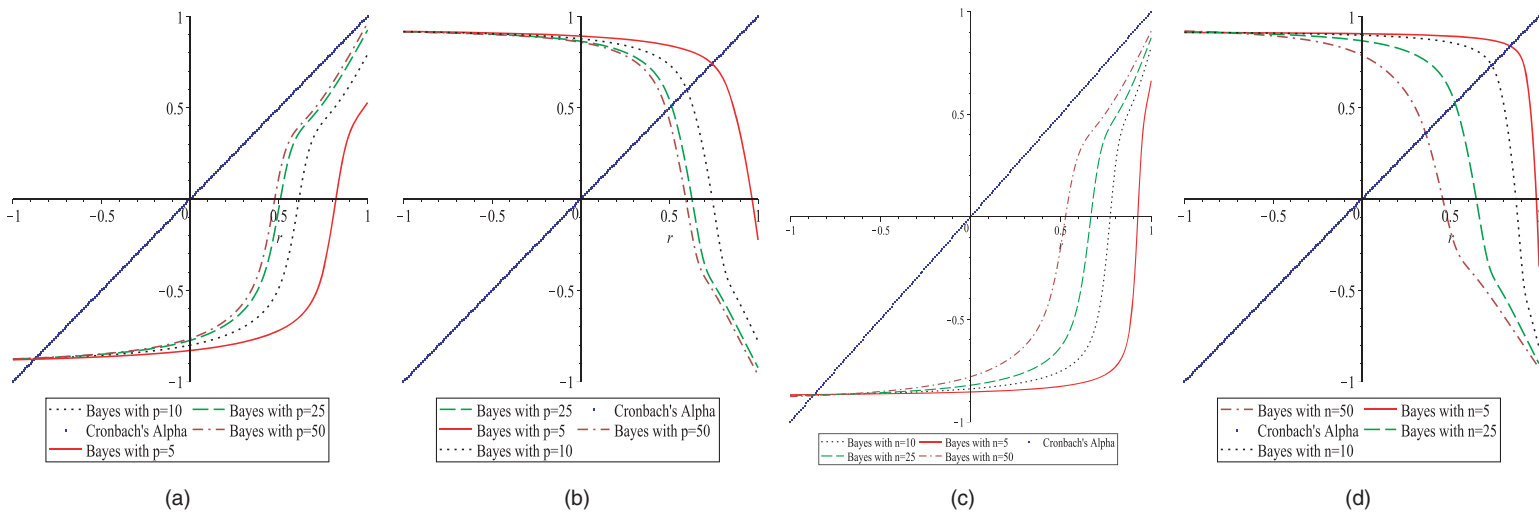 1
0.5
-1
-0.5
0
0.5
1
r
-0.5
-1
Bayes with p=10
Bayes with p=25
Cronbach's Alpha
Bayes with p=50
Bayes with p=5
(a)
1
0.5
-1
-0.5
0
0.5
1
r
-0.5
-1
Bayes with p=25
Cronbach's Alpha
Bayes with p=5
Bayes with p=50
Bayes with p=10
(b)
1
0.5
-1
-0.5
0
0.5
1
r
-0.5
-1
Bayes with n=10
Bayes with n=5
Cronbach's Alpha
Bayes with n=25
Bayes with n=50
(c)
1
0.5
-1
-0.5
0
0.5
1
r
-0.5
-1
Bayes with n=50
Bayes with n=5
Cronbach's Alpha
Bayes with n=25
Bayes with n=10
(d)